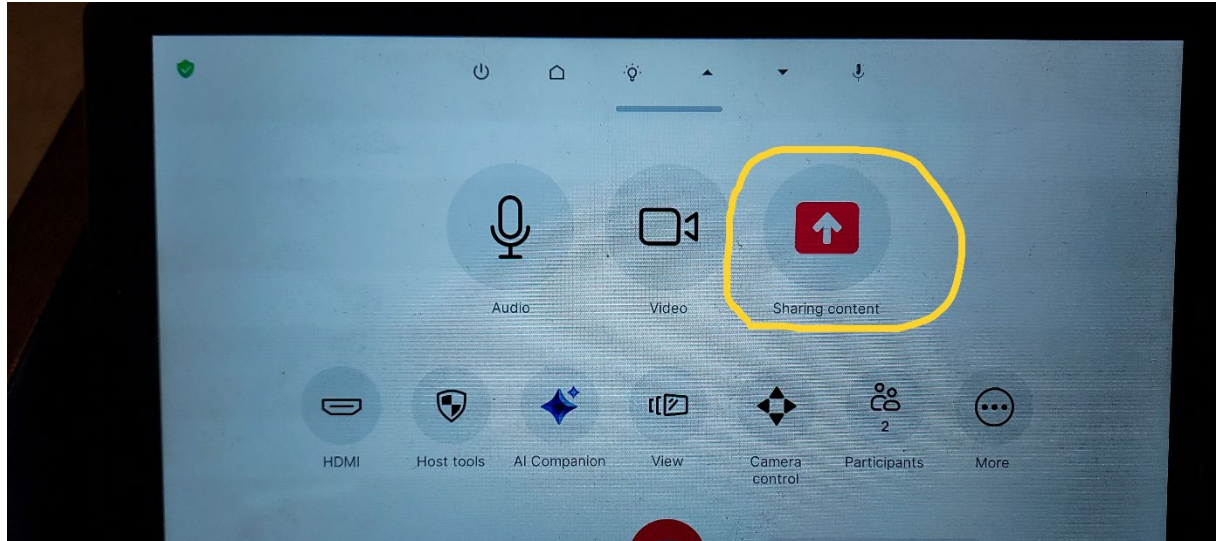 Audio
Video
Sharing content
2
HDMI
Host tools
AI Companion
View
Camera
control
Participants
More